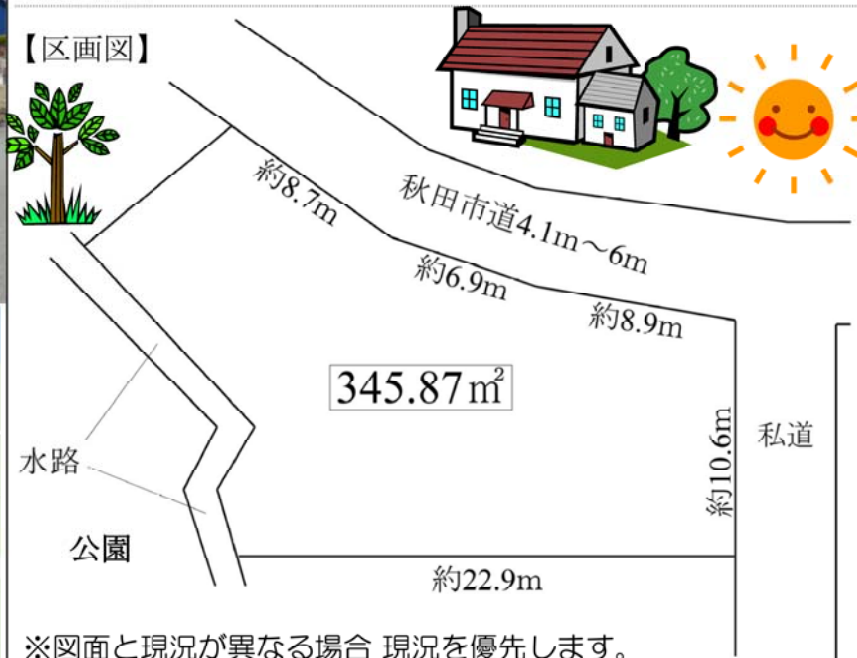 【区画図】
約8.7m
秋田市道4.1m～6m
約6.9m
約8.9m
345.87㎡
約10.6m
私道
水路
公園
約22.9m
※図面と現況が異なる場合 現況を優先します。